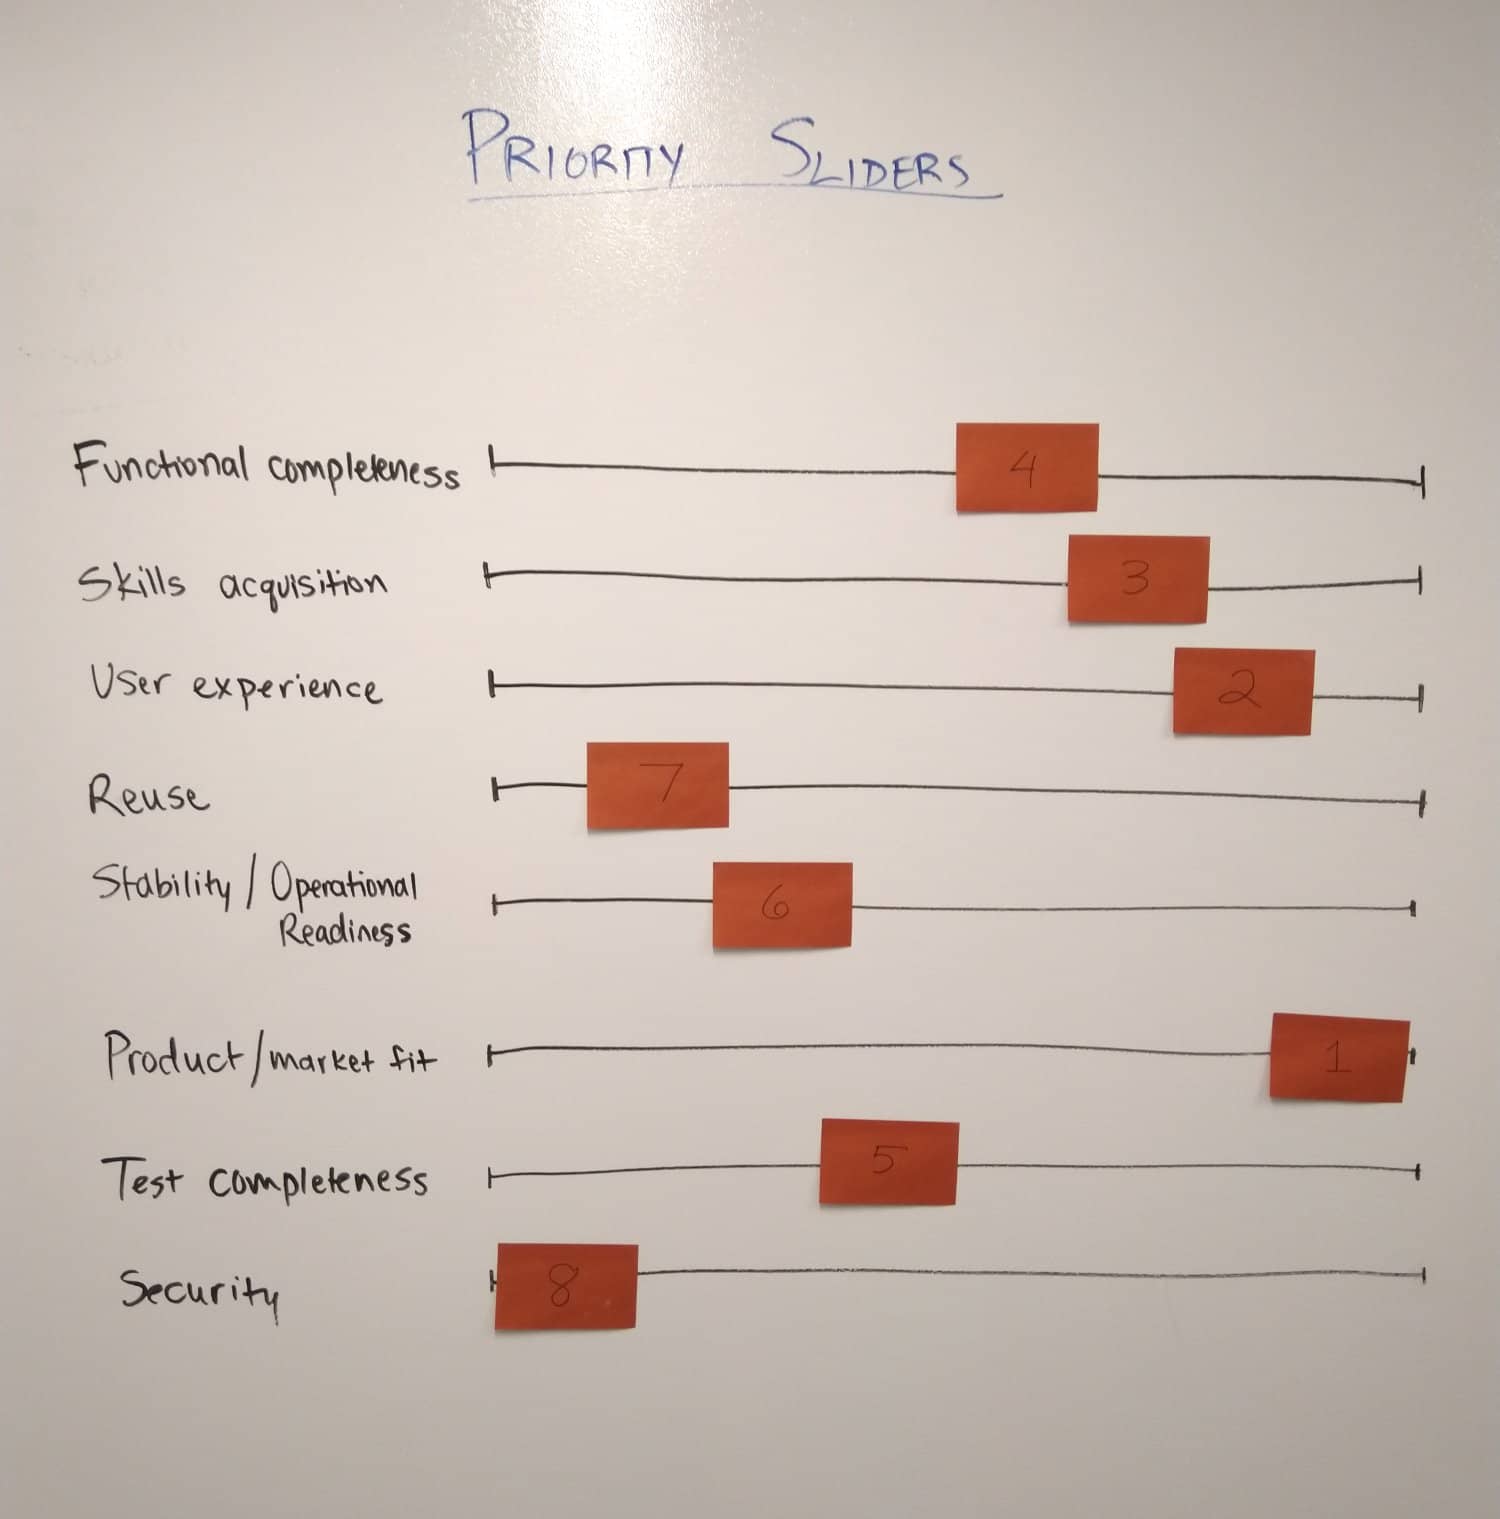 PRIORITY SLIDERS
Functional completeness 4
Skills acquisition 3
User experience 2
Reuse 7
Stability / Operational
Readiness 6
Product/market fit 1
Test completeness 5
Security 8